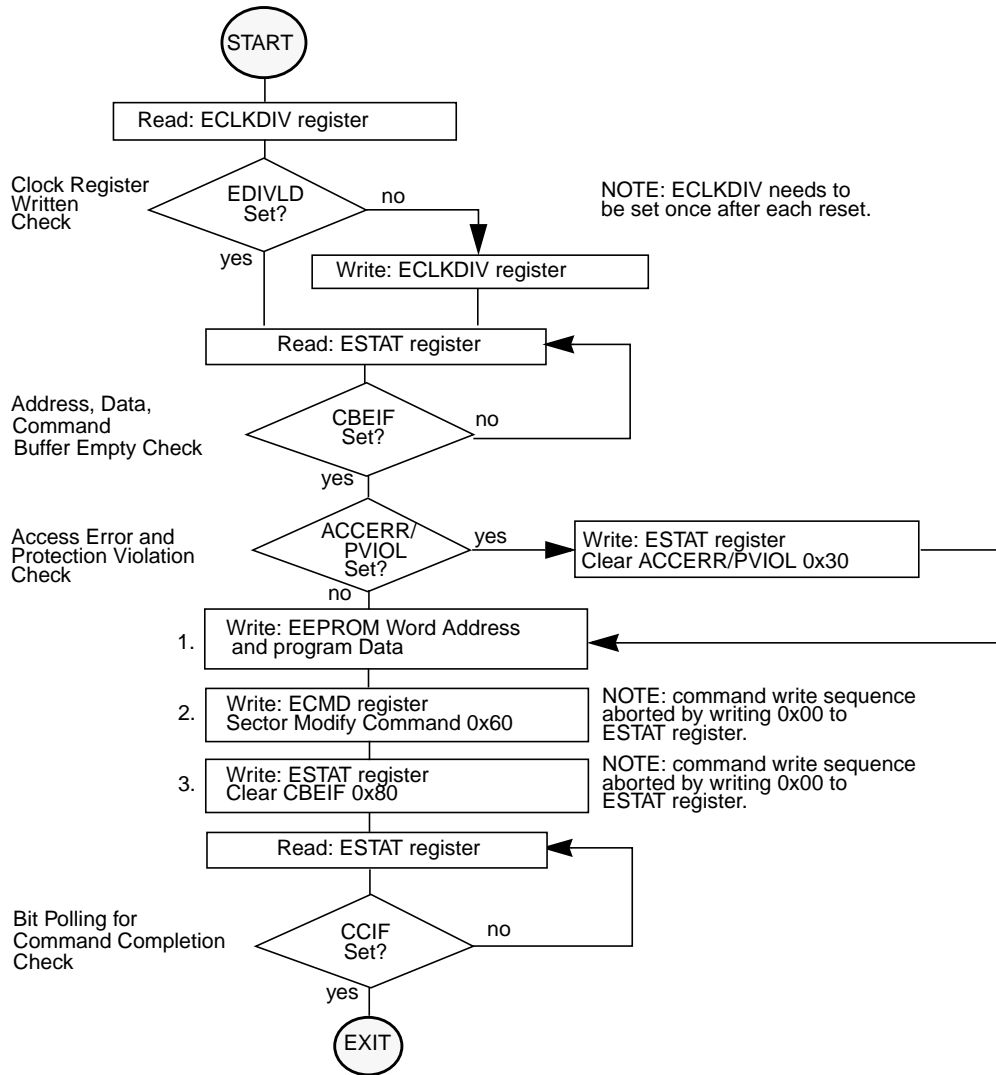 START
Read: ECLKDIV register
Clock Register
Written
Check
EDIVLD
Set?
no
yes
NOTE: ECLKDIV needs to
be set once after each reset.
Write: ECLKDIV register
Read: ESTAT register
Address, Data,
Command
Buffer Empty Check
CBEIF
Set?
no
yes
Access Error and
Protection Violation
Check
ACCERR/
PVIOL
Set?
yes
no
Write: ESTAT register
Clear ACCERR/PVIOL 0x30
1.
Write: EEPROM Word Address
and program Data
2.
Write: ECMD register
Sector Modify Command 0x60
NOTE: command write sequence
aborted by writing 0x00 to
ESTAT register.
3.
Write: ESTAT register
Clear CBEIF 0x80
NOTE: command write sequence
aborted by writing 0x00 to
ESTAT register.
Read: ESTAT register
Bit Polling for
Command Completion
Check
CCIF
Set?
no
yes
EXIT